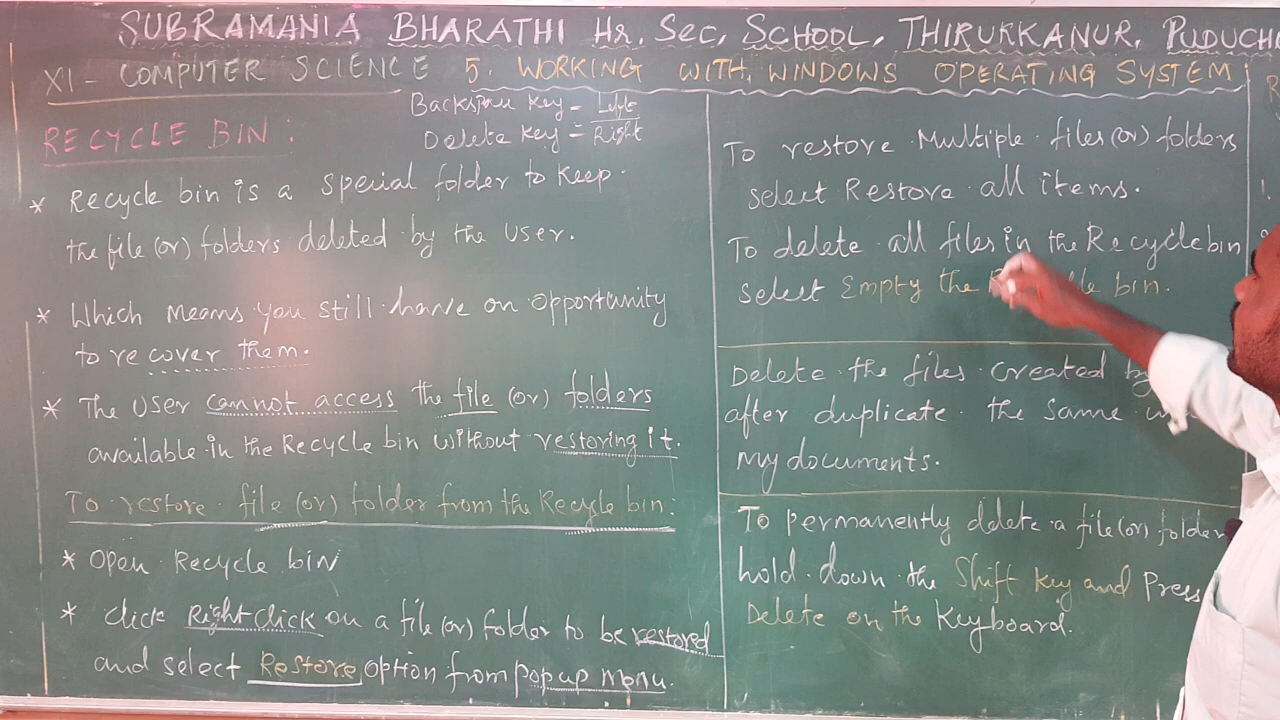 SUBRAMANIA BHARATHI Hr. Sec, SCHOOL, THIRUKKANUR, PUDUCH
XI - COMPUTER SCIENCE 5. WORKING WITH WINDOWS OPERATING SYSTEM
Backspace key = Left
Delete key = Right
RECYCLE BIN :
* Recycle bin is a special folder to keep.
the file (or) folders deleted by the user.
* Which means you still have an opportunity
to recover them.
* The user cannot access the file (or) folders
available in the Recycle bin without restoring it.
To restore file (or) folder from the Recycle bin:
* Open Recycle bin
* Click Right click on a file (or) folder to be restored
and select Restore option from popup menu.
To restore Multiple files (or) folders
select Restore all items.
To delete all files in the Recycle bin
select Empty the bin.
Delete the files created by
after duplicate the same
my documents.
To permanently delete a file (or) folder
hold down the Shift key and Press
Delete on the Keyboard.